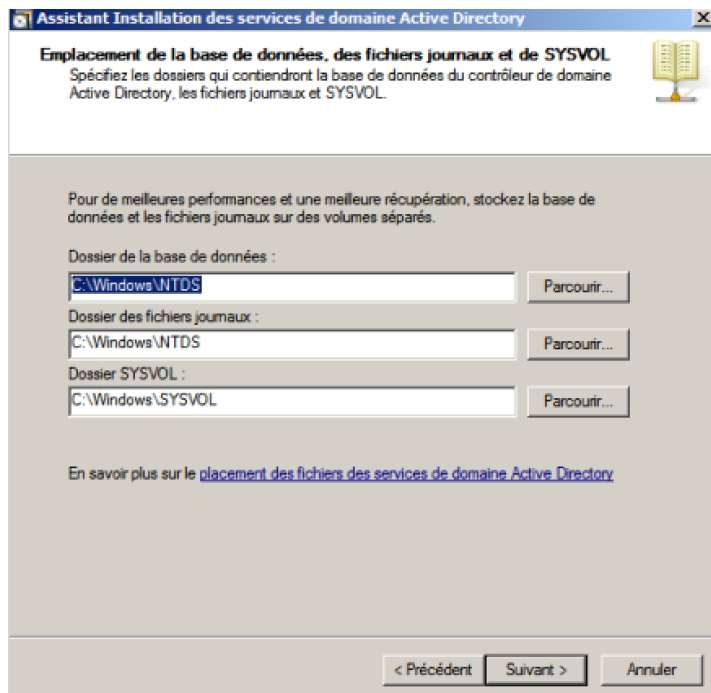 Assistant Installation des services de domaine Active Directory
Emplacement de la base de données, des fichiers journaux et de SYSVOL
Spécifiez les dossiers qui contiendront la base de données du contrôleur de domaine
Active Directory, les fichiers journaux et SYSVOL.
Pour de meilleures performances et une meilleure récupération, stockez la base de
données et les fichiers journaux sur des volumes séparés.
Dossier de la base de données :
C:\Windows\NTDS
Parcourir...
Dossier des fichiers journaux :
C:\Windows\NTDS
Parcourir...
Dossier SYSVOL :
C:\Windows\SYSVOL
Parcourir...
En savoir plus sur le placement des fichiers des services de domaine Active Directory
< Précédent Suivant > Annuler